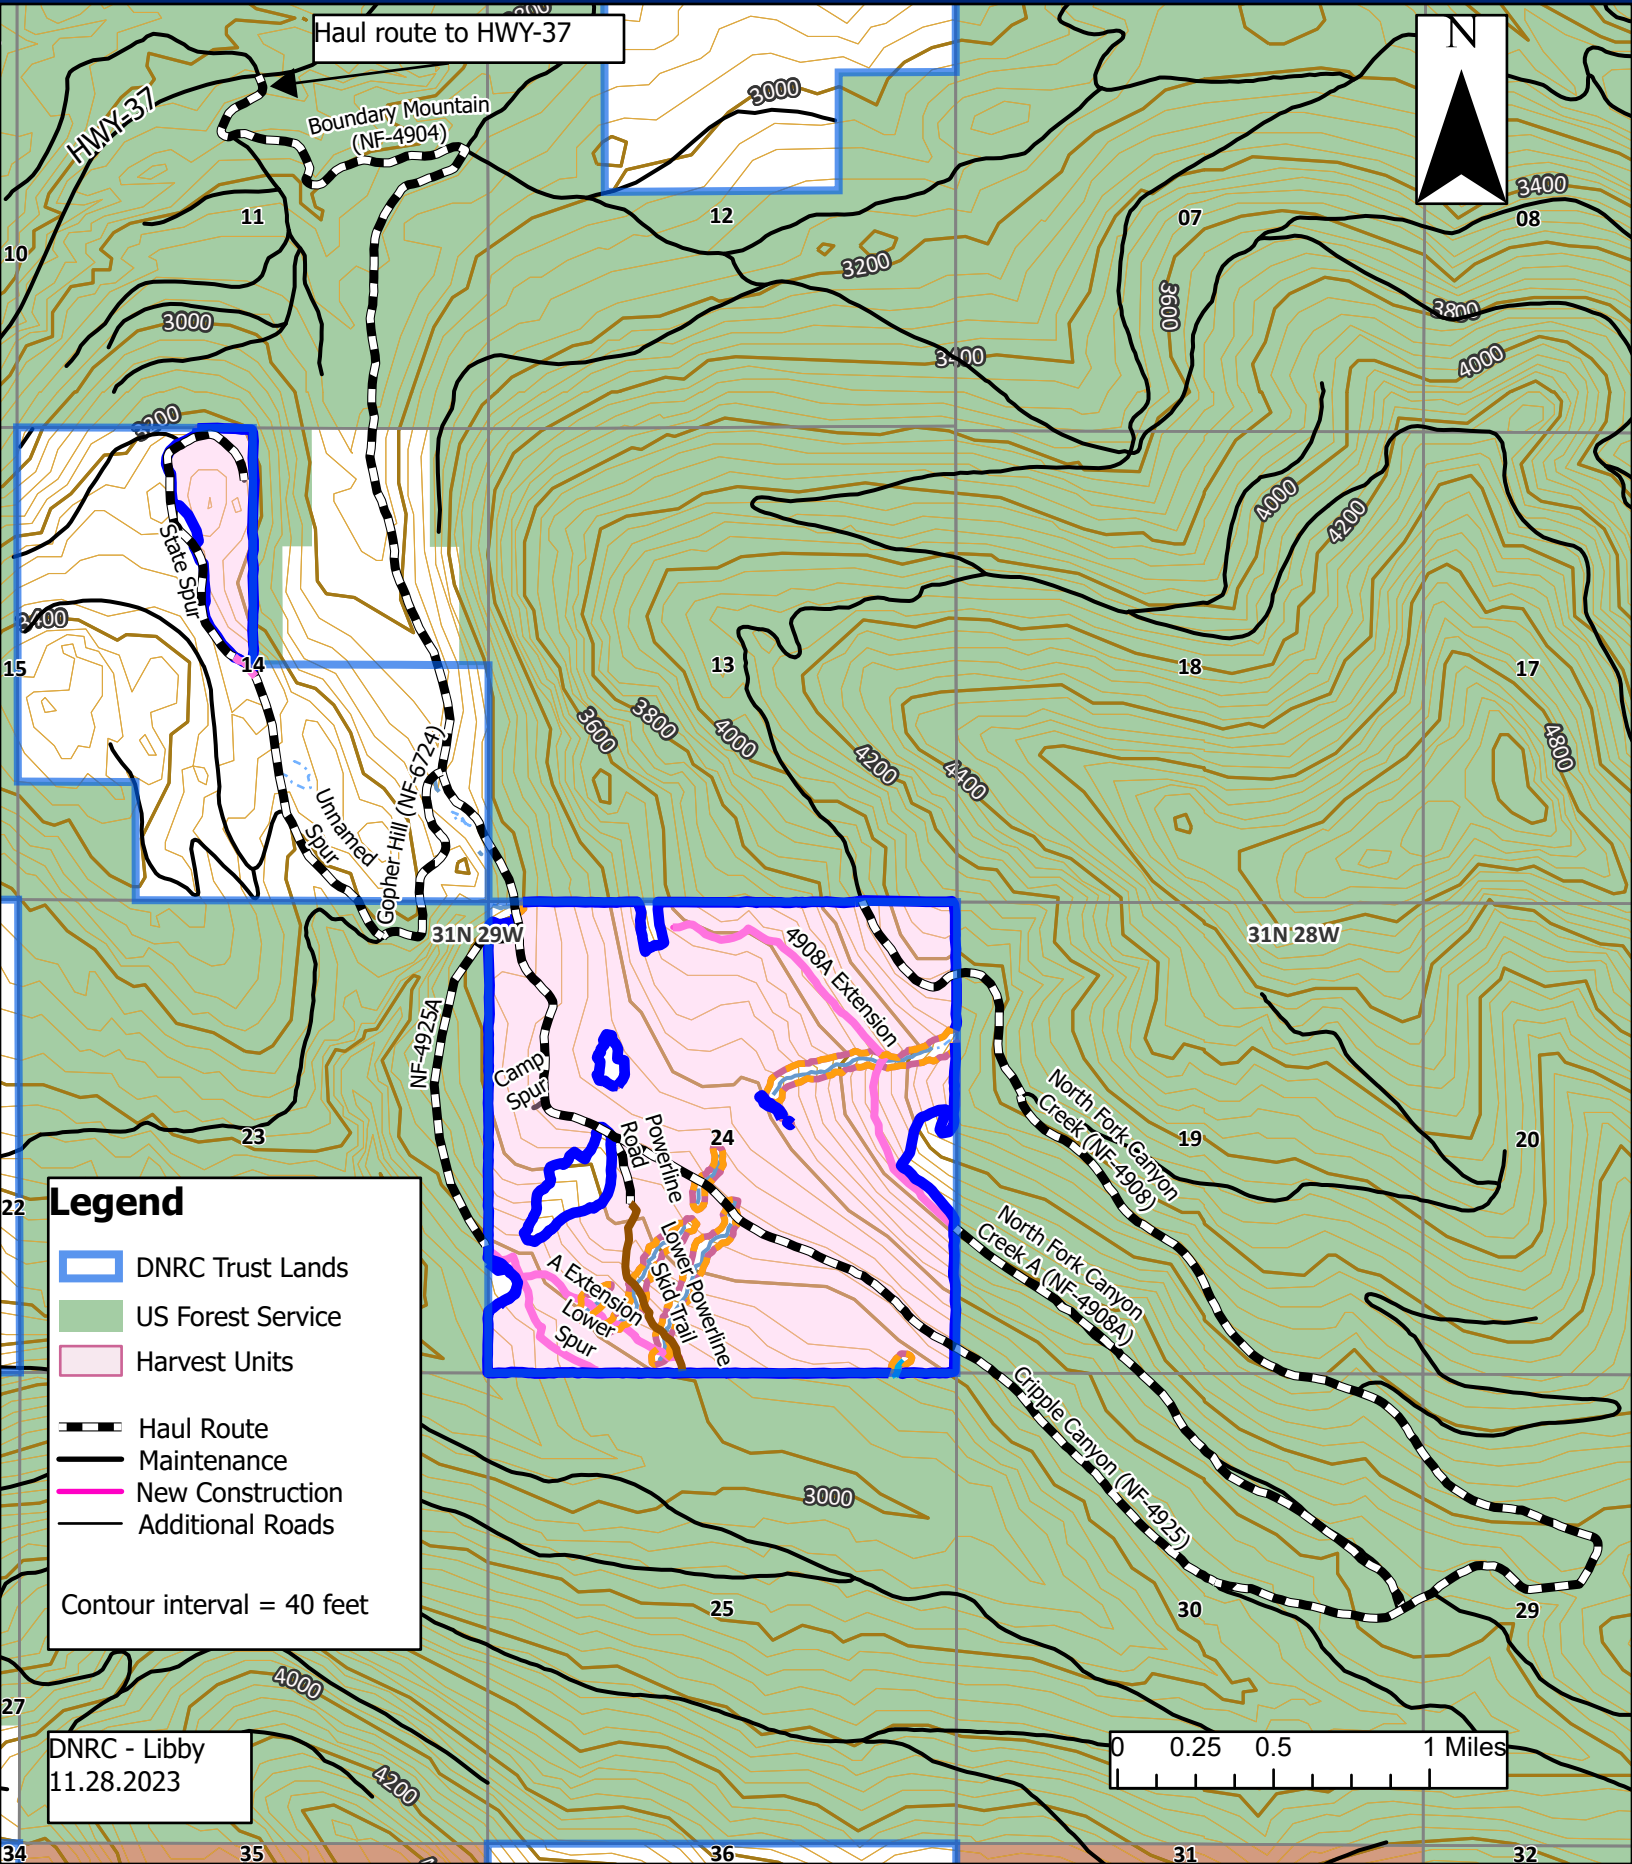 3200
Haul route to HWY-37
N
HWY-37
Boundary Mountain
(NF-4904)
3000
3400
11
12
07
08
10
3200
3600
3800
3000
3400
4000
3200
4000
4200
State
Spur
3400
15
14
13
18
17
3600
3800
4000
4200
4400
4800
Unnamed
Spur
Gopher Hill (NF-6724)
31N 29W
31N 28W
4908A Extension
NF-4925A
Camp
Spur
Powerline
Road
23
24
19
20
North Fork Canyon
Creek (NF-4908)
22
North Fork Canyon
Creek A (NF-4908A)
Lower Powerline
Skid Trail
A Extension
Lower
Spur
Cripple Canyon (NF-4925)
Legend
DNRC Trust Lands
US Forest Service
Harvest Units
Haul Route
Maintenance
New Construction
Additional Roads
Contour interval = 40 feet
3000
25
30
29
27
4000
4200
DNRC - Libby
11.28.2023
0 0.25 0.5 1 Miles
34
35
36
31
32